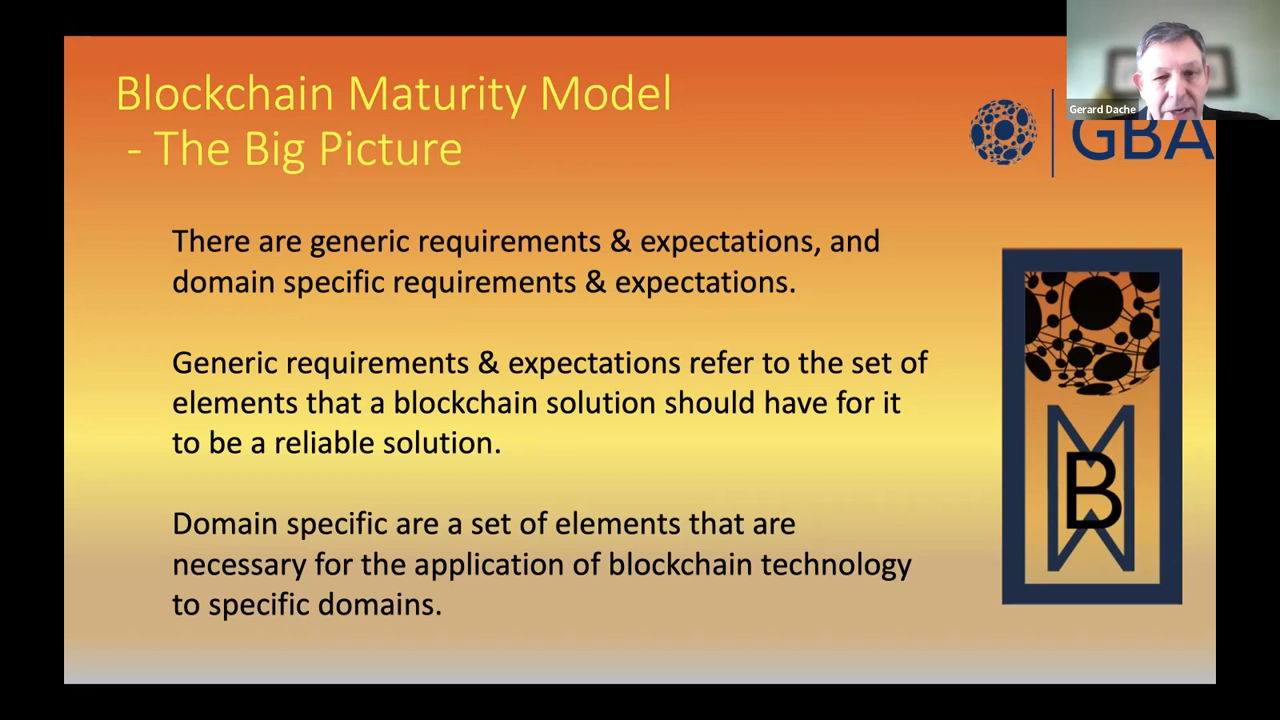 Blockchain Maturity Model
- The Big Picture
Gerard Dache
GBA
There are generic requirements & expectations, and
domain specific requirements & expectations.
Generic requirements & expectations refer to the set of
elements that a blockchain solution should have for it
to be a reliable solution.
Domain specific are a set of elements that are
necessary for the application of blockchain technology
to specific domains.
M
B